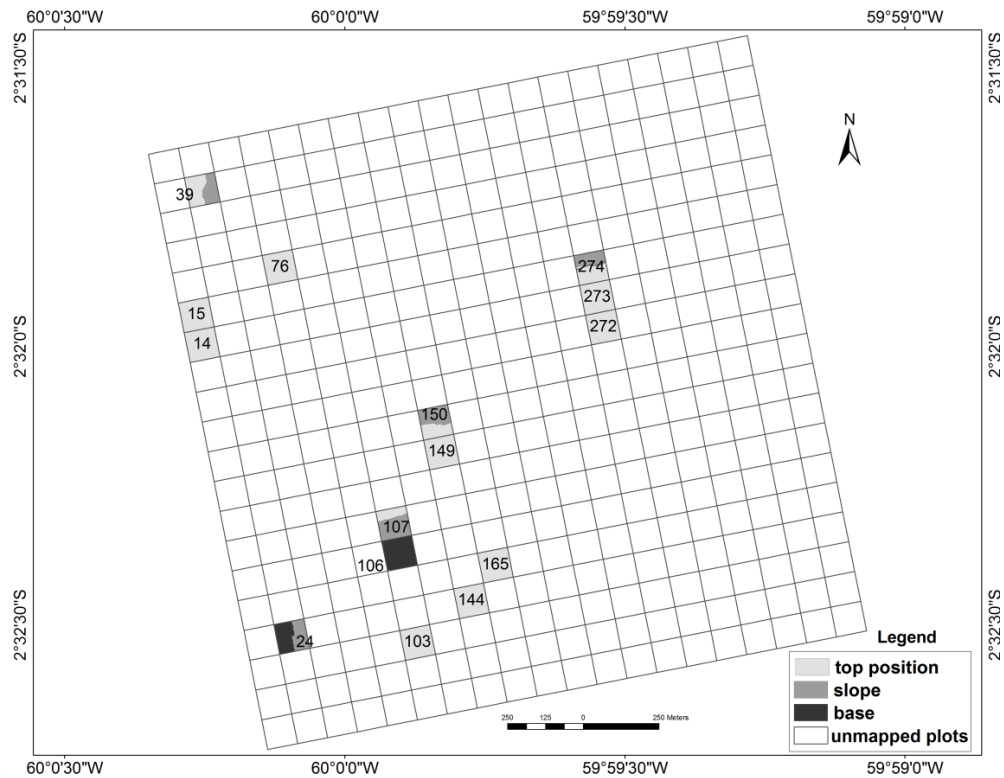 60°0'30"W 60°0'0"W 59°59'30"W 59°59'0"W
2°31'30"S 2°31'30"S
N
39
76 274
273
15 272
14
2°32'0"S 2°32'0"S
150
149
107
106 165
144
24 103
2°32'30"S 2°32'30"S
Legend
top position
slope
base
unmapped plots
250 125 0 250 Meters
60°0'30"W 60°0'0"W 59°59'30"W 59°59'0"W